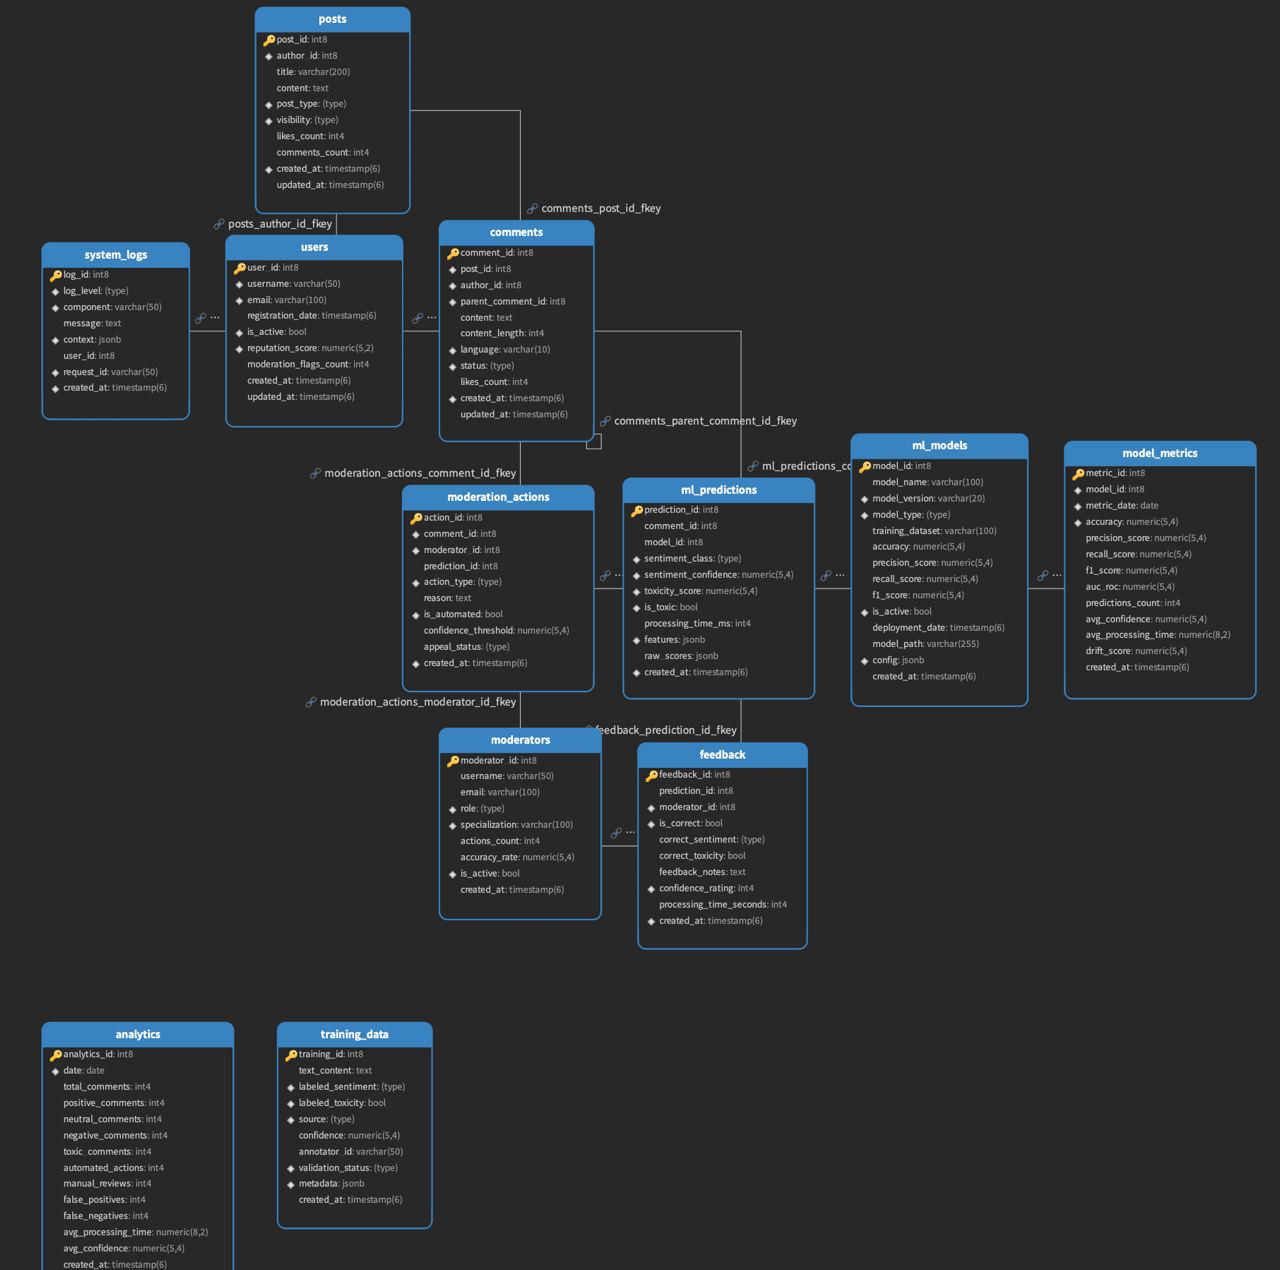 posts
post_id: int8
author_id: int8
title: varchar(200)
content: text
post_type: (type)
visibility: (type)
likes_count: int4
comments_count: int4
created_at: timestamp(6)
updated_at: timestamp(6)
comments_post_id_fkey
posts_author_id_fkey
system_logs
log_id: int8
log_level: (type)
component: varchar(50)
message: text
context: jsonb
user_id: int8
request_id: varchar(50)
created_at: timestamp(6)
...
users
user_id: int8
username: varchar(50)
email: varchar(100)
registration_date: timestamp(6)
is_active: bool
reputation_score: numeric(5,2)
moderation_flags_count: int4
created_at: timestamp(6)
updated_at: timestamp(6)
...
comments
comment_id: int8
post_id: int8
author_id: int8
parent_comment_id: int8
content: text
content_length: int4
language: varchar(10)
status: (type)
likes_count: int4
created_at: timestamp(6)
updated_at: timestamp(6)
comments_parent_comment_id_fkey
moderation_actions_comment_id_fkey
ml_predictions_co
moderation_actions
action_id: int8
comment_id: int8
moderator_id: int8
prediction_id: int8
action_type: (type)
reason: text
is_automated: bool
confidence_threshold: numeric(5,4)
appeal_status: (type)
created_at: timestamp(6)
...
ml_predictions
prediction_id: int8
comment_id: int8
model_id: int8
sentiment_class: (type)
sentiment_confidence: numeric(5,4)
toxicity_score: numeric(5,4)
is_toxic: bool
processing_time_ms: int4
features: jsonb
raw_scores: jsonb
created_at: timestamp(6)
...
ml_models
model_id: int8
model_name: varchar(100)
model_version: varchar(20)
model_type: (type)
training_dataset: varchar(100)
accuracy: numeric(5,4)
precision_score: numeric(5,4)
recall_score: numeric(5,4)
f1_score: numeric(5,4)
is_active: bool
deployment_date: timestamp(6)
model_path: varchar(255)
config: jsonb
created_at: timestamp(6)
...
model_metrics
metric_id: int8
model_id: int8
metric_date: date
accuracy: numeric(5,4)
precision_score: numeric(5,4)
recall_score: numeric(5,4)
f1_score: numeric(5,4)
auc_roc: numeric(5,4)
predictions_count: int4
avg_confidence: numeric(5,4)
avg_processing_time: numeric(8,2)
drift_score: numeric(5,4)
created_at: timestamp(6)
moderation_actions_moderator_id_fkey
feedback_prediction_id_fkey
moderators
moderator_id: int8
username: varchar(50)
email: varchar(100)
role: (type)
specialization: varchar(100)
actions_count: int4
accuracy_rate: numeric(5,4)
is_active: bool
created_at: timestamp(6)
...
feedback
feedback_id: int8
prediction_id: int8
moderator_id: int8
is_correct: bool
correct_sentiment: (type)
correct_toxicity: bool
feedback_notes: text
confidence_rating: int4
processing_time_seconds: int4
created_at: timestamp(6)
analytics
analytics_id: int8
date: date
total_comments: int4
positive_comments: int4
neutral_comments: int4
negative_comments: int4
toxic_comments: int4
automated_actions: int4
manual_reviews: int4
false_positives: int4
false_negatives: int4
avg_processing_time: numeric(8,2)
avg_confidence: numeric(5,4)
created_at: timestamp(6)
training_data
training_id: int8
text_content: text
labeled_sentiment: (type)
labeled_toxicity: bool
source: (type)
confidence: numeric(5,4)
annotator_id: varchar(50)
validation_status: (type)
metadata: jsonb
created_at: timestamp(6)